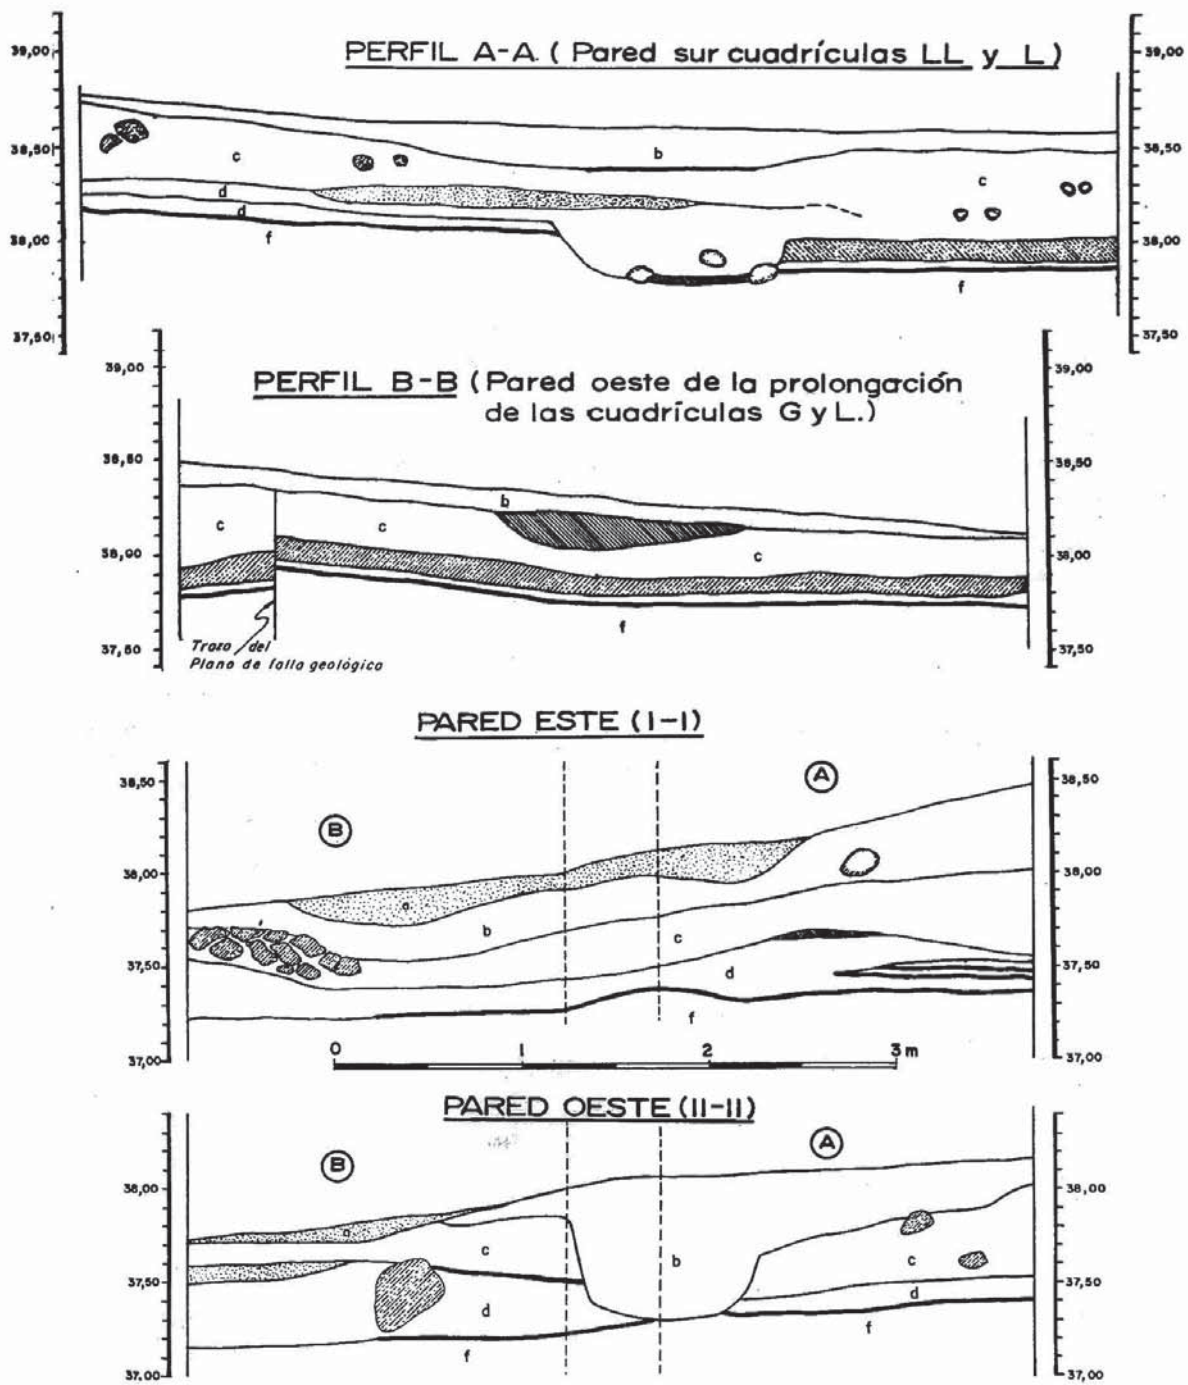 PERFIL A-A. ( Pared sur cuadrículas LL y L )
39,00
39,00
38,50
38,50
38,00
38,00
37,50
37,50
c
b
c
d
d
f
f
PERFIL B-B (Pared oeste de la prolongación
de las cuadrículas G y L.)
39,00
39,00
38,50
38,50
38,00
38,00
37,50
37,50
b
c
c
c
f
Trazo del
Plano de falla geológico
PARED ESTE (I-I)
38,50
38,50
38,00
38,00
37,50
37,50
37,00
37,00
B
A
a
b
c
d
f
0 1 2 3 m
PARED OESTE (II-II)
38,00
38,00
37,50
37,50
37,00
37,00
B
A
a
c
b
c
d
d
f
f